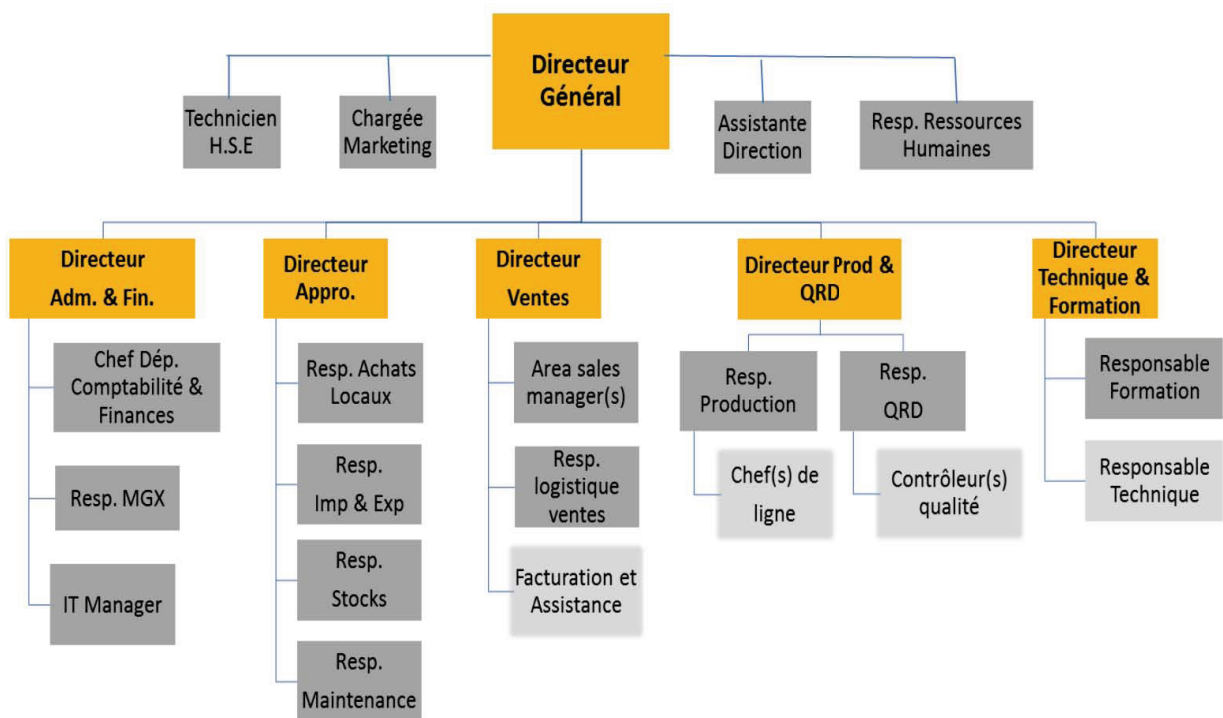 Directeur
Général
Technicien
H.S.E
Chargée
Marketing
Assistante
Direction
Resp. Ressources
Humaines
Directeur
Adm. & Fin.
Directeur
Appro.
Directeur
Ventes
Directeur Prod &
QRD
Directeur
Technique &
Formation
Chef Dép.
Comptabilité &
Finances
Resp. MGX
IT Manager
Resp. Achats
Locaux
Resp.
Imp & Exp
Resp.
Stocks
Resp.
Maintenance
Area sales
manager(s)
Resp.
logistique
ventes
Facturation et
Assistance
Resp.
Production
Chef(s) de
ligne
Resp.
QRD
Contrôleur(s)
qualité
Responsable
Formation
Responsable
Technique